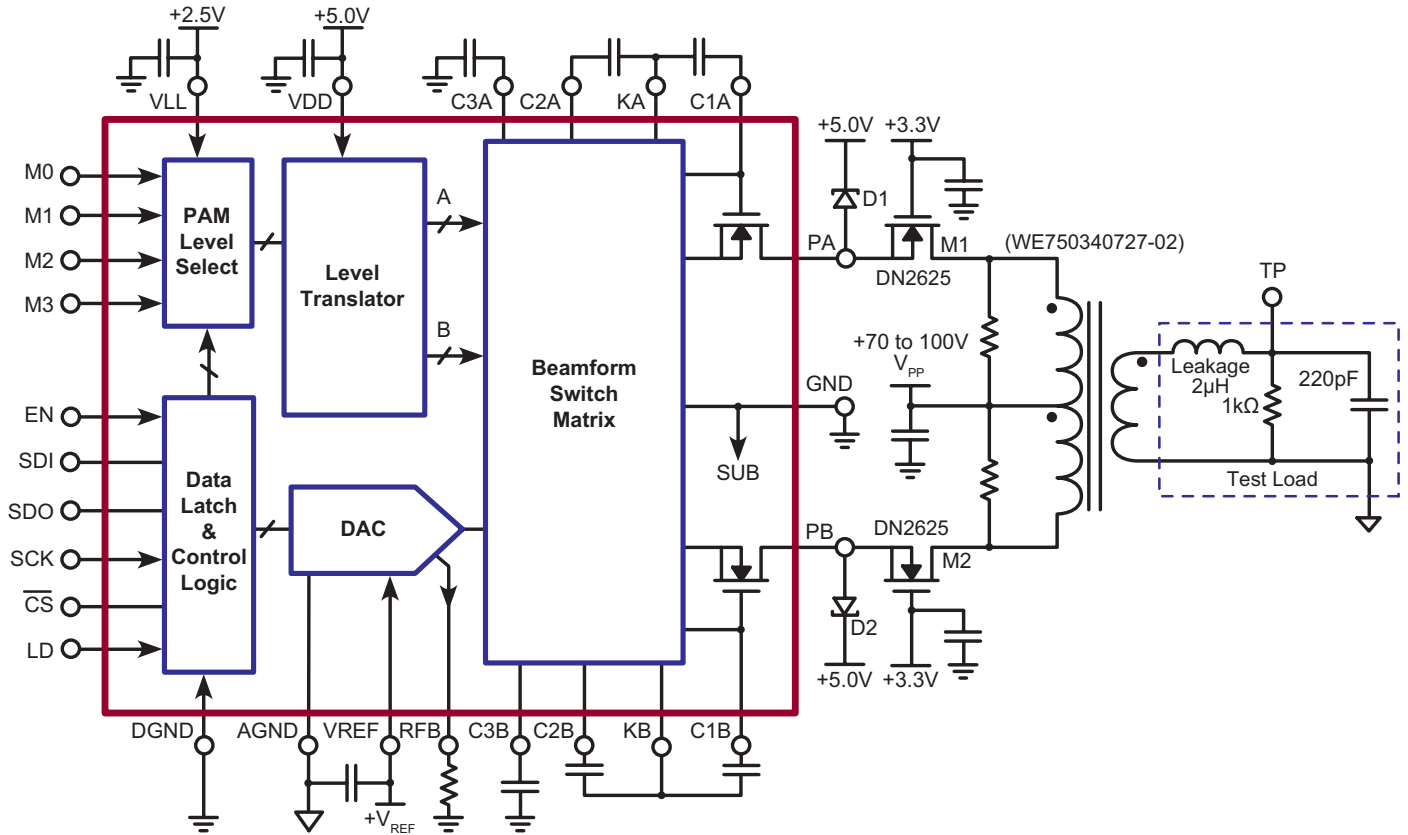 +2.5V
+5.0V
VLL
VDD
C3A
C2A
KA
C1A
+5.0V
+3.3V
M0
M1
M2
M3
PAM
Level
Select
Level
Translator
A
B
Beamform
Switch
Matrix
D1
PA
M1
DN2625
(WE750340727-02)
TP
+70 to 100V
VPP
GND
SUB
Leakage
2µH
1kΩ
220pF
Test Load
EN
SDI
SDO
SCK
CS
LD
Data
Latch
&
Control
Logic
DAC
PB
DN2625
M2
D2
+5.0V
+3.3V
DGND
AGND
VREF
RFB
C3B
C2B
KB
C1B
+VREF